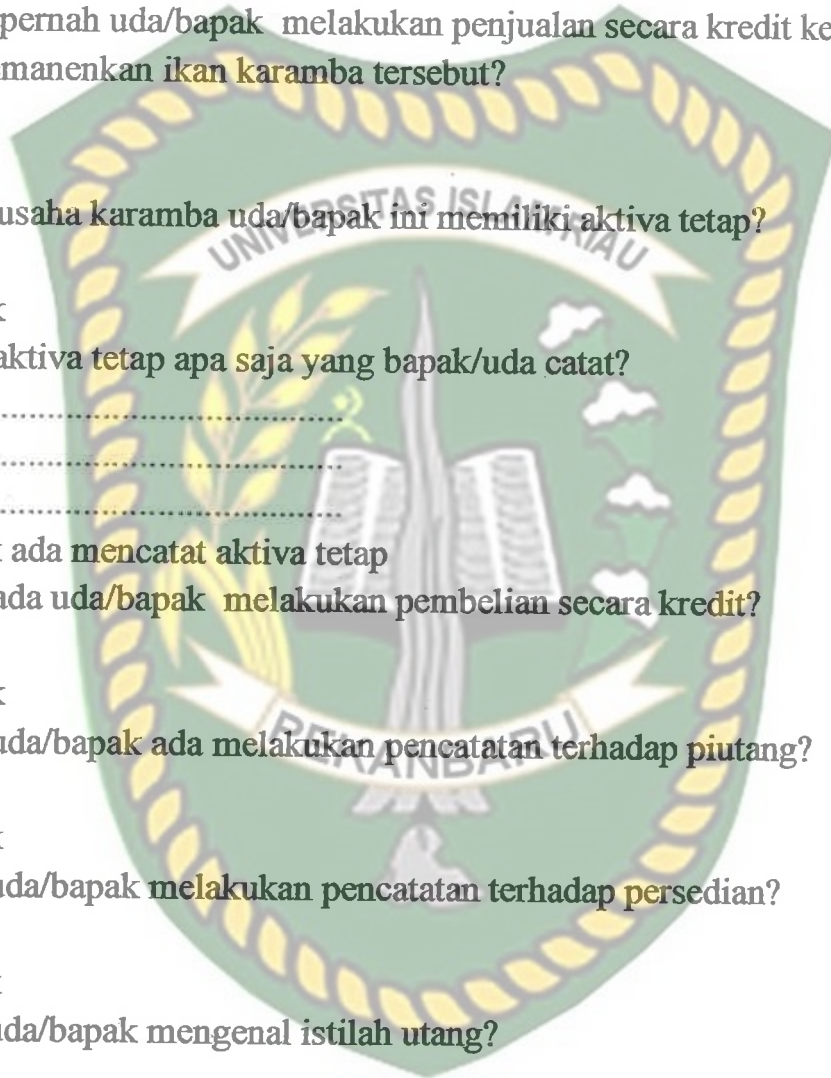 pernah uda/bapak melakukan penjualan secara kredit ke
manenkan ikan karamba tersebut?
usaha karamba uda/bapak ini memiliki aktiva tetap?
UNIVERSITAS ISLAM RIAU
aktiva tetap apa saja yang bapak/uda catat?
................................................
................................................
................................................
ada mencatat aktiva tetap
uda/bapak melakukan pembelian secara kredit?
uda/bapak ada melakukan pencatatan terhadap piutang?
PEKANBARU
uda/bapak melakukan pencatatan terhadap persedian?
uda/bapak mengenal istilah utang?